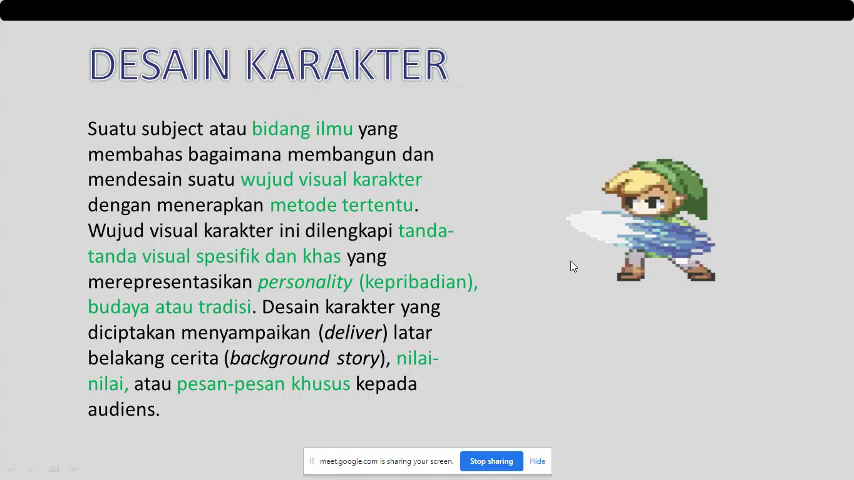 DESAIN KARAKTER
Suatu subject atau bidang ilmu yang
membahas bagaimana membangun dan
mendesain suatu wujud visual karakter
dengan menerapkan metode tertentu.
Wujud visual karakter ini dilengkapi tanda-
tanda visual spesifik dan khas yang
merepresentasikan personality (kepribadian),
budaya atau tradisi. Desain karakter yang
diciptakan menyampaikan (deliver) latar
belakang cerita (background story), nilai-
nilai, atau pesan-pesan khusus kepada
audiens.
meet.google.com is sharing your screen. Stop sharing Hide